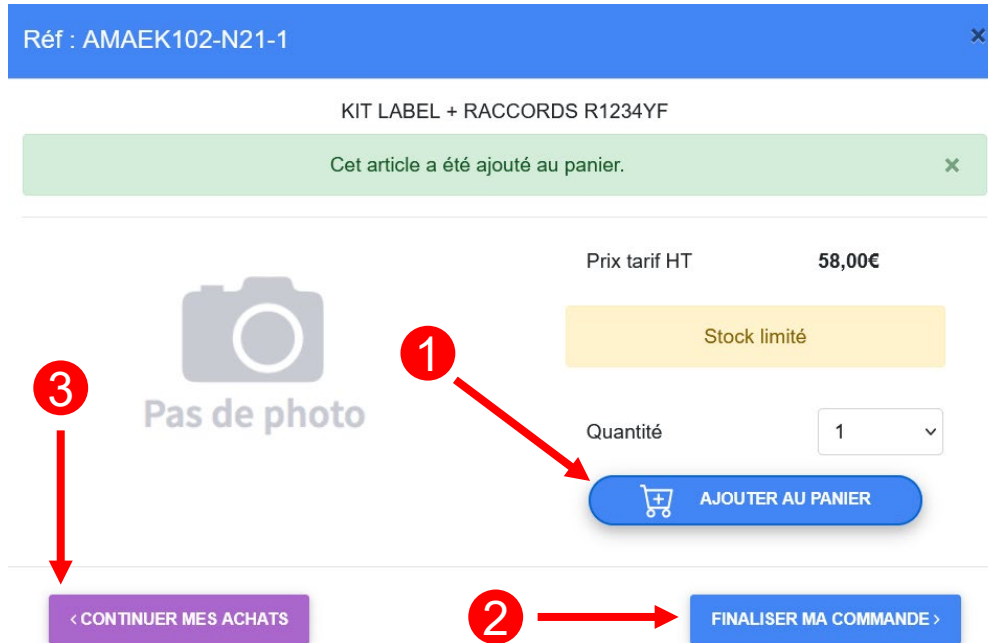 Réf : AMAEK102-N21-1
×
KIT LABEL + RACCORDS R1234YF
Cet article a été ajouté au panier.
×
Prix tarif HT 58,00€
Stock limité
1
3
Pas de photo
Quantité 1
AJOUTER AU PANIER
‹ CONTINUER MES ACHATS
2
FINALISER MA COMMANDE ›